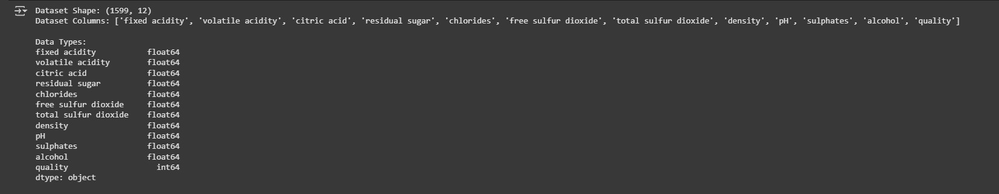 Dataset Shape: (1599, 12)
Dataset Columns: ['fixed acidity', 'volatile acidity', 'citric acid', 'residual sugar', 'chlorides', 'free sulfur dioxide', 'total sulfur dioxide', 'density', 'pH', 'sulphates', 'alcohol', 'quality']
Data Types:
fixed acidity           float64
volatile acidity        float64
citric acid             float64
residual sugar          float64
chlorides               float64
free sulfur dioxide     float64
total sulfur dioxide    float64
density                 float64
pH                      float64
sulphates               float64
alcohol                 float64
quality                   int64
dtype: object